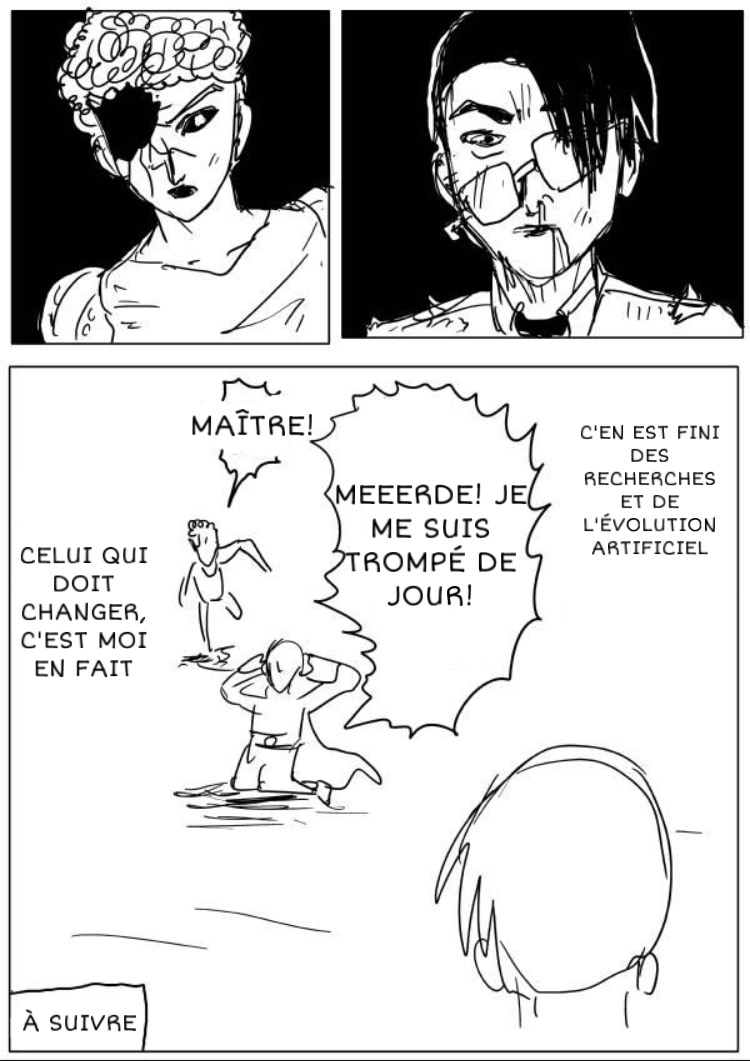 MAÎTRE!
MEEERDE! JE
ME SUIS
TROMPÉ DE
JOUR!
C'EN EST FINI
DES
RECHERCHES
ET DE
L'ÉVOLUTION
ARTIFICIEL
CELUI QUI
DOIT
CHANGER,
C'EST MOI
EN FAIT
À SUIVRE